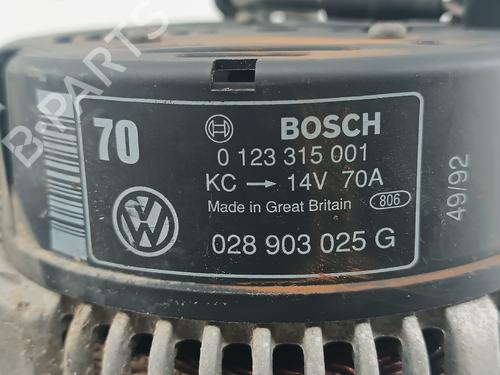 70
BOSCH
0 123 315 001
KC → 14V 70A
Made in Great Britain 806
028 903 025 G
49/92
B-PARTS